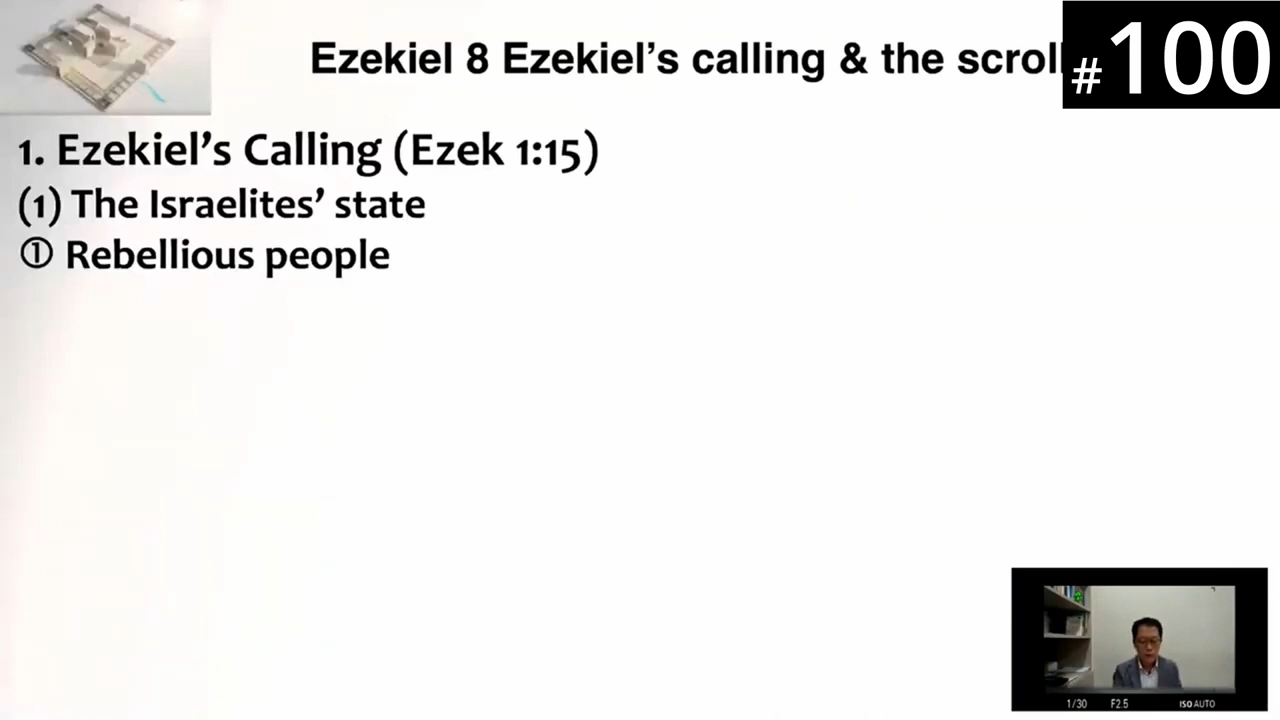 Ezekiel 8 Ezekiel’s calling & the scroll
#100
1. Ezekiel’s Calling (Ezek 1:15)
(1) The Israelites’ state
① Rebellious people
1/30 F2.5 ISO AUTO